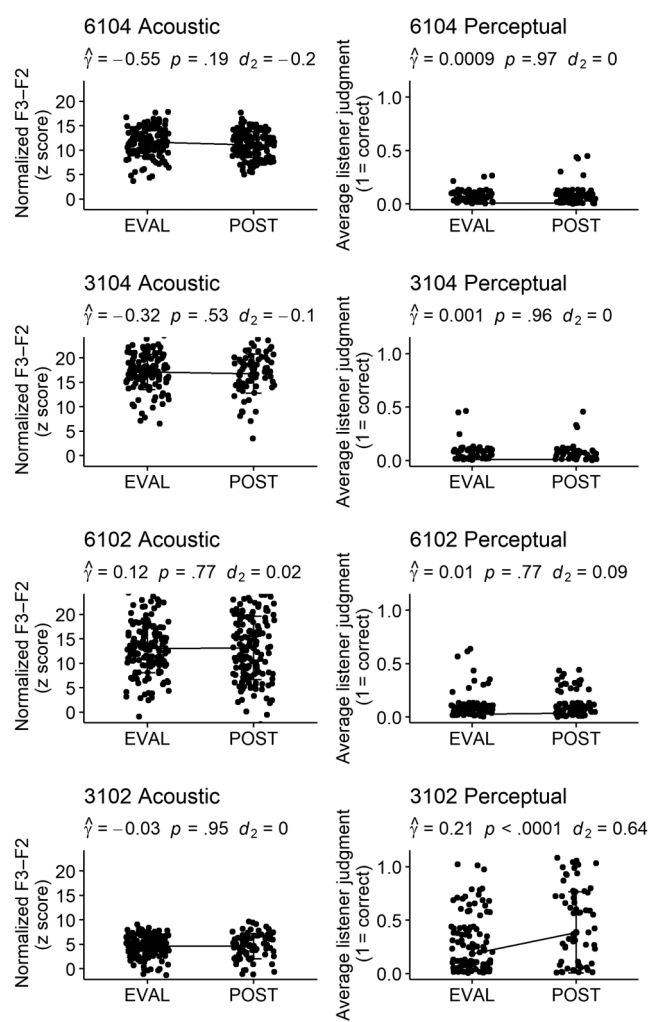 6104 Acoustic
γ̂ = −0.55 p = .19 d2 = −0.2
Normalized F3−F2
(z score)
20
15
10
5
0
EVAL POST
6104 Perceptual
γ̂ = 0.0009 p =.97 d2 = 0
Average listener judgment
(1 = correct)
1.0
0.5
0.0
EVAL POST
3104 Acoustic
γ̂ = −0.32 p = .53 d2 = −0.1
Normalized F3−F2
(z score)
20
15
10
5
0
EVAL POST
3104 Perceptual
γ̂ = 0.001 p = .96 d2 = 0
Average listener judgment
(1 = correct)
1.0
0.5
0.0
EVAL POST
6102 Acoustic
γ̂ = 0.12 p = .77 d2 = 0.02
Normalized F3−F2
(z score)
20
15
10
5
0
EVAL POST
6102 Perceptual
γ̂ = 0.01 p = .77 d2 = 0.09
Average listener judgment
(1 = correct)
1.0
0.5
0.0
EVAL POST
3102 Acoustic
γ̂ = −0.03 p = .95 d2 = 0
Normalized F3−F2
(z score)
20
15
10
5
0
EVAL POST
3102 Perceptual
γ̂ = 0.21 p < .0001 d2 = 0.64
Average listener judgment
(1 = correct)
1.0
0.5
0.0
EVAL POST